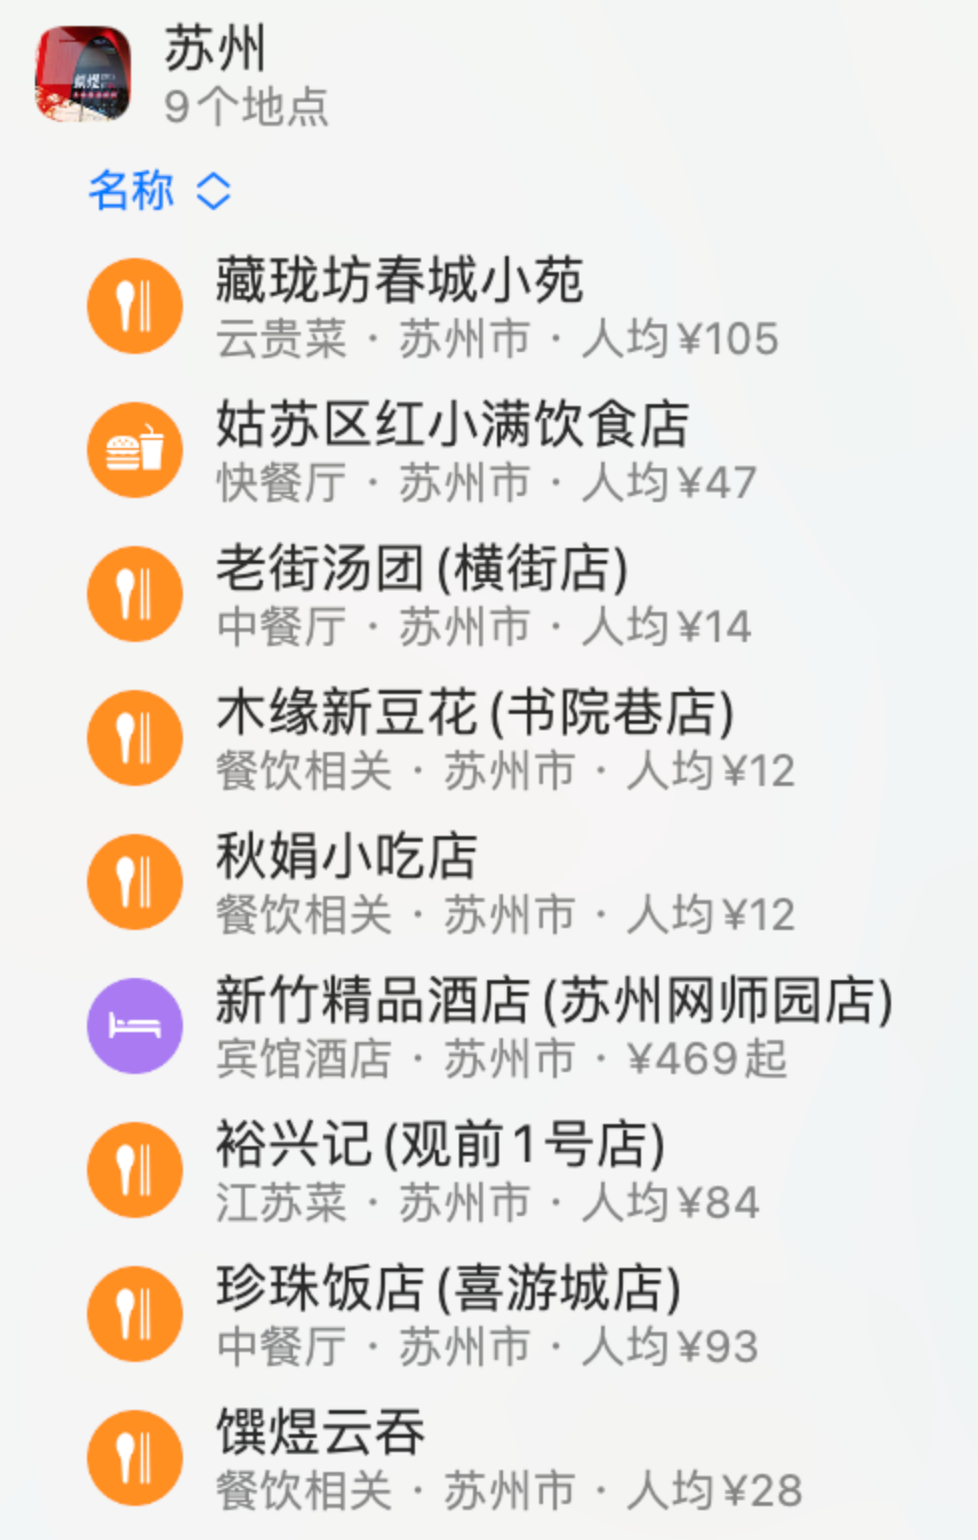 苏州
9个地点
名称
藏珑坊春城小苑
云贵菜 · 苏州市 · 人均¥105
姑苏区红小满饮食店
快餐厅 · 苏州市 · 人均¥47
老街汤团(横街店)
中餐厅 · 苏州市 · 人均¥14
木缘新豆花(书院巷店)
餐饮相关 · 苏州市 · 人均¥12
秋娟小吃店
餐饮相关 · 苏州市 · 人均¥12
新竹精品酒店(苏州网师园店)
宾馆酒店 · 苏州市 · ¥469起
裕兴记(观前1号店)
江苏菜 · 苏州市 · 人均¥84
珍珠饭店(喜游城店)
中餐厅 · 苏州市 · 人均¥93
馔煜云吞
餐饮相关 · 苏州市 · 人均¥28